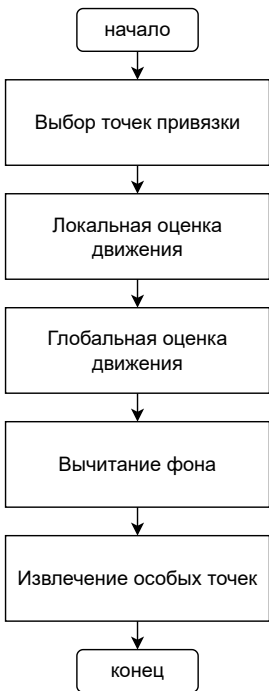 начало
Выбор точек привязки
Локальная оценка
движения
Глобальная оценка
движения
Вычитание фона
Извлечение особых точек
конец